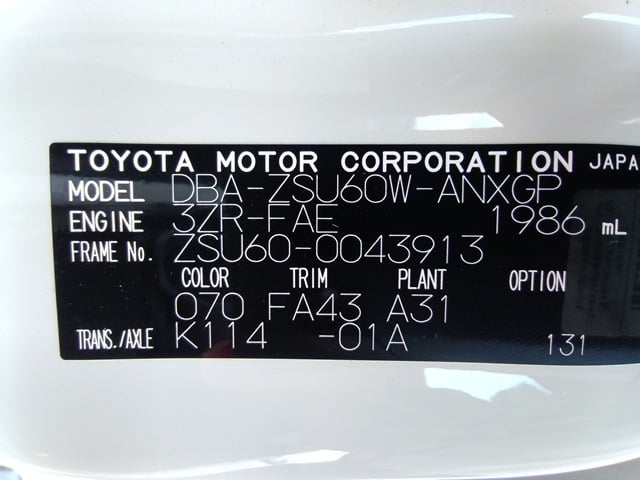 TOYOTA MOTOR CORPORATION JAPA
MODEL DBA-ZSU60W-ANXGP
ENGINE 3ZR-FAE 1986 mL
FRAME No. ZSU60-0043913
COLOR TRIM PLANT OPTION
070 FA43 A31
TRANS./AXLE K114 -01A 131